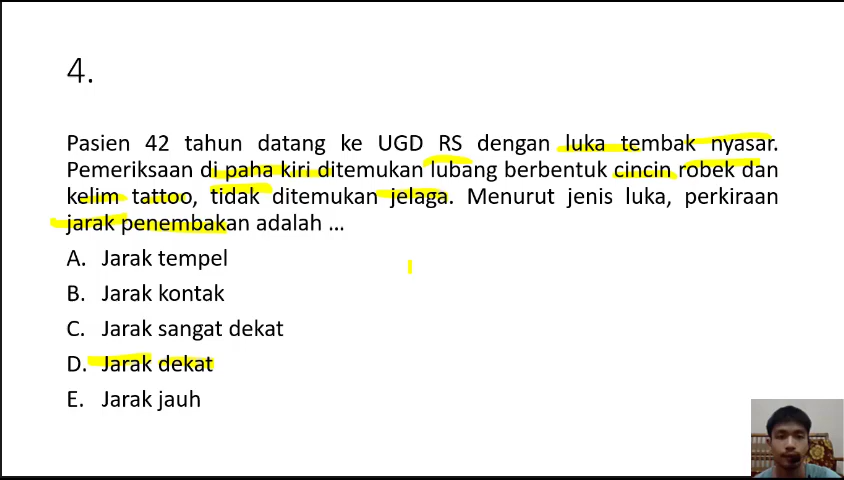 4.
Pasien 42 tahun datang ke UGD RS dengan luka tembak nyasar.
Pemeriksaan di paha kiri ditemukan lubang berbentuk cincin robek dan
kelim tattoo, tidak ditemukan jelaga. Menurut jenis luka, perkiraan
jarak penembakan adalah ...
A. Jarak tempel
B. Jarak kontak
C. Jarak sangat dekat
D. Jarak dekat
E. Jarak jauh